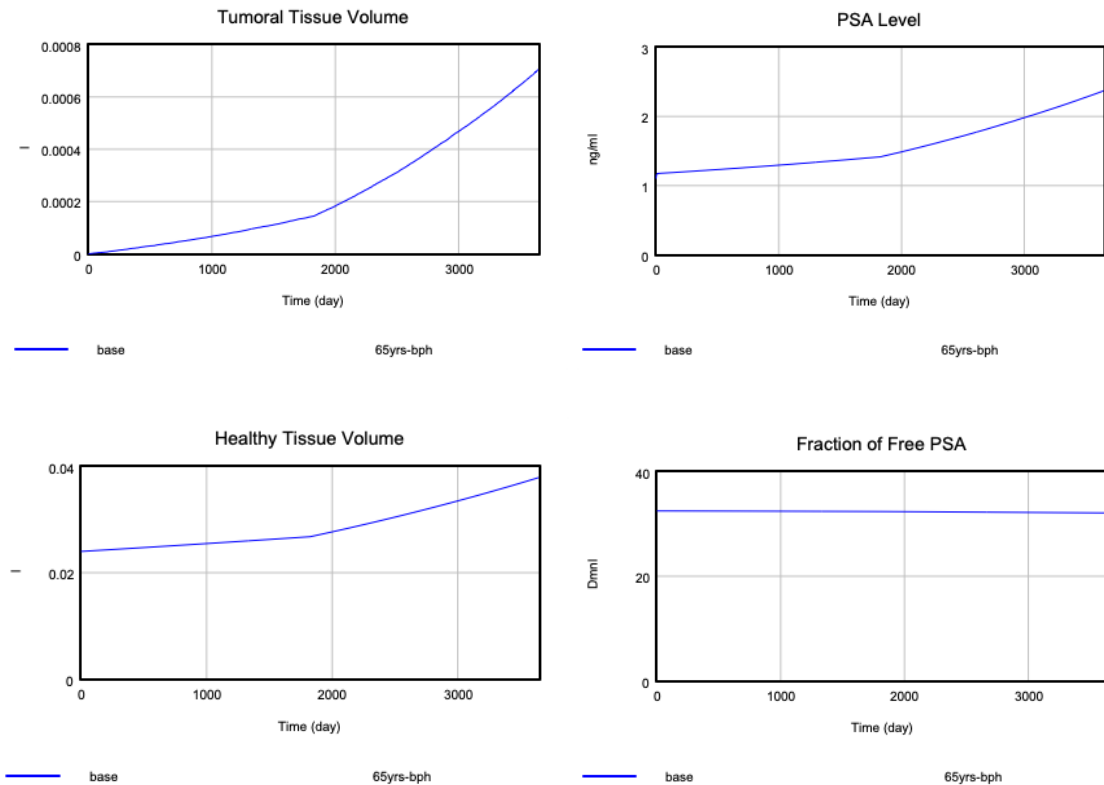 Tumoral Tissue Volume
0.0008
0.0006
0.0004
0.0002
0
l
0 1000 2000 3000
Time (day)
base 65yrs-bph
PSA Level
3
2
1
0
ng/ml
0 1000 2000 3000
Time (day)
base 65yrs-bph
Healthy Tissue Volume
0.04
0.02
0
l
0 1000 2000 3000
Time (day)
base 65yrs-bph
Fraction of Free PSA
40
20
0
Dmnl
0 1000 2000 3000
Time (day)
base 65yrs-bph